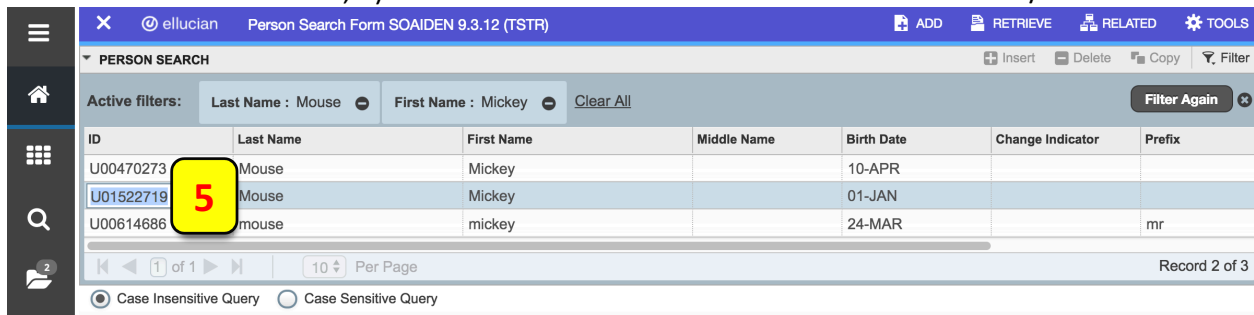 ellucian Person Search Form SOAIDEN 9.3.12 (TSTR) ADD RETRIEVE RELATED TOOLS
PERSON SEARCH Insert Delete Copy Filter
Active filters: Last Name : Mouse First Name : Mickey Clear All Filter Again
ID Last Name First Name Middle Name Birth Date Change Indicator Prefix
U00470273 Mouse Mickey 10-APR
U01522719 5 Mouse Mickey 01-JAN
U00614686 mouse mickey 24-MAR mr
2 1 of 1 10 Per Page Record 2 of 3
Case Insensitive Query Case Sensitive Query